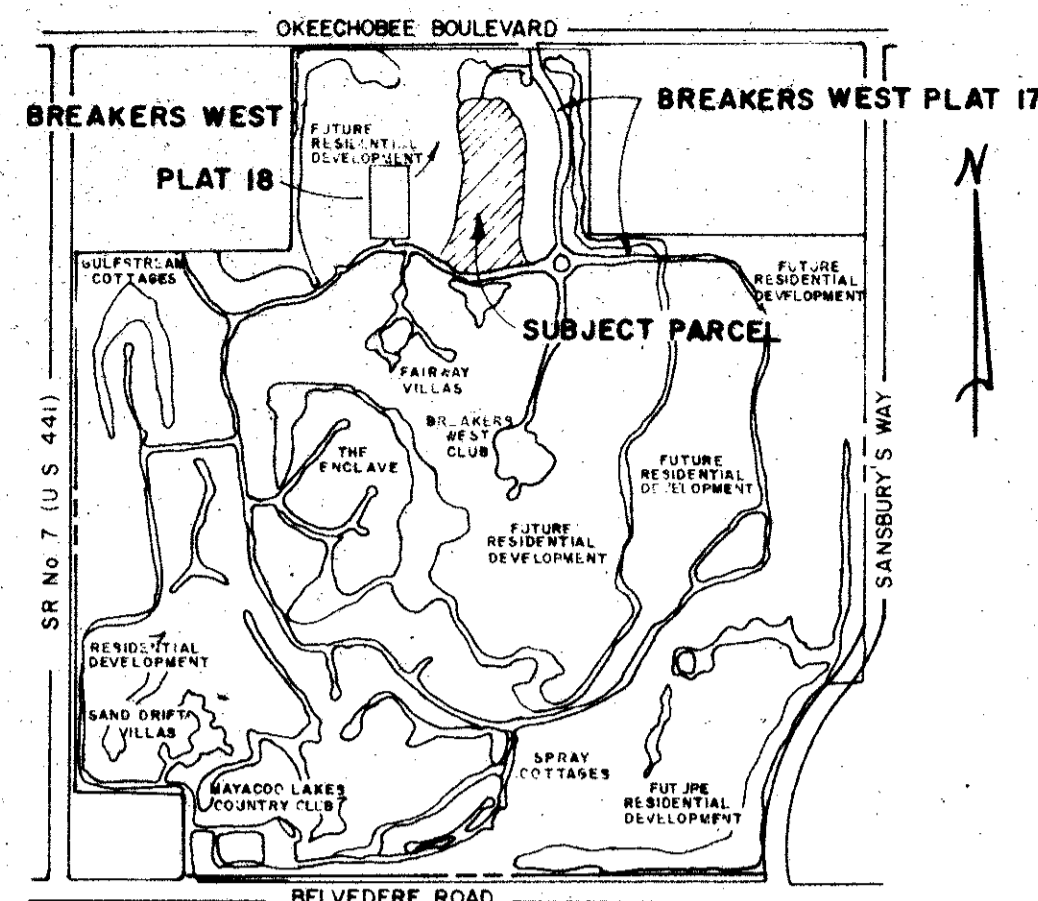 OKEECHOBEE BOULEVARD
BREAKERS WEST
BREAKERS WEST PLAT 17
FUTURE
RESIDENTIAL
DEVELOPMENT
PLAT 18
N
GULFSTREAM
COTTAGES
FUTURE
RESIDENTIAL
DEVELOPMENT
SUBJECT PARCEL
FAIRWAY
VILLAS
BREAKERS
WEST
CLUB
THE
ENCLAVE
FUTURE
RESIDENTIAL
DEVELOPMENT
FUTURE
RESIDENTIAL
DEVELOPMENT
SR No. 7 (U S 441)
SANSBURY'S WAY
RESIDENTIAL
DEVELOPMENT
SAND DRIFT
VILLAS
SPRAY
COTTAGES
MAYACOO LAKES
COUNTRY CLUB
FUTURE
RESIDENTIAL
DEVELOPMENT
BELVEDERE ROAD